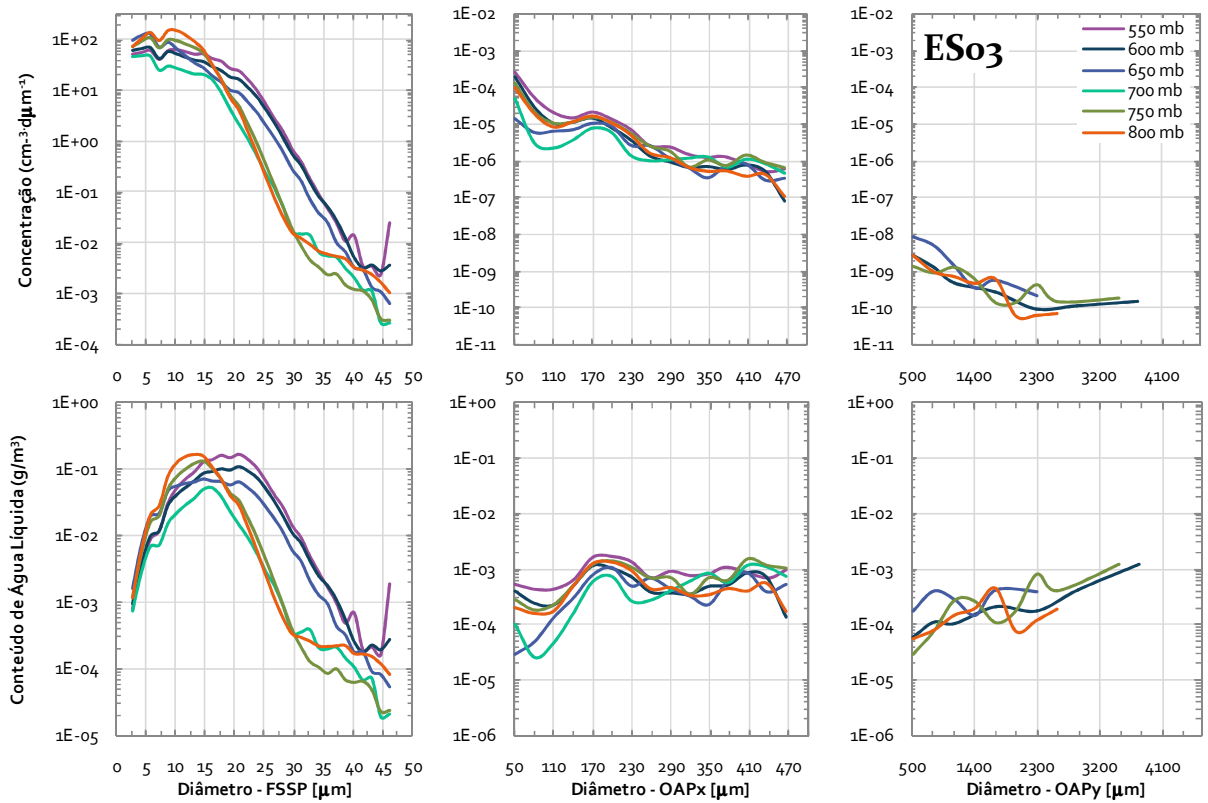 Concentração (cm-³·dµm-¹)
1E+02
1E+01
1E+00
1E-01
1E-02
1E-03
1E-04
0 5 10 15 20 25 30 35 40 45 50
1E-02
1E-03
1E-04
1E-05
1E-06
1E-07
1E-08
1E-09
1E-10
1E-11
50 110 170 230 290 350 410 470
1E-02
1E-03
1E-04
1E-05
1E-06
1E-07
1E-08
1E-09
1E-10
1E-11
500 1400 2300 3200 4100
ES03
550 mb
600 mb
650 mb
700 mb
750 mb
800 mb
Conteúdo de Água Líquida (g/m³)
1E+00
1E-01
1E-02
1E-03
1E-04
1E-05
0 5 10 15 20 25 30 35 40 45 50
Diâmetro - FSSP [µm]
1E+00
1E-01
1E-02
1E-03
1E-04
1E-05
1E-06
50 110 170 230 290 350 410 470
Diâmetro - OAPx [µm]
1E+00
1E-01
1E-02
1E-03
1E-04
1E-05
1E-06
500 1400 2300 3200 4100
Diâmetro - OAPy [µm]